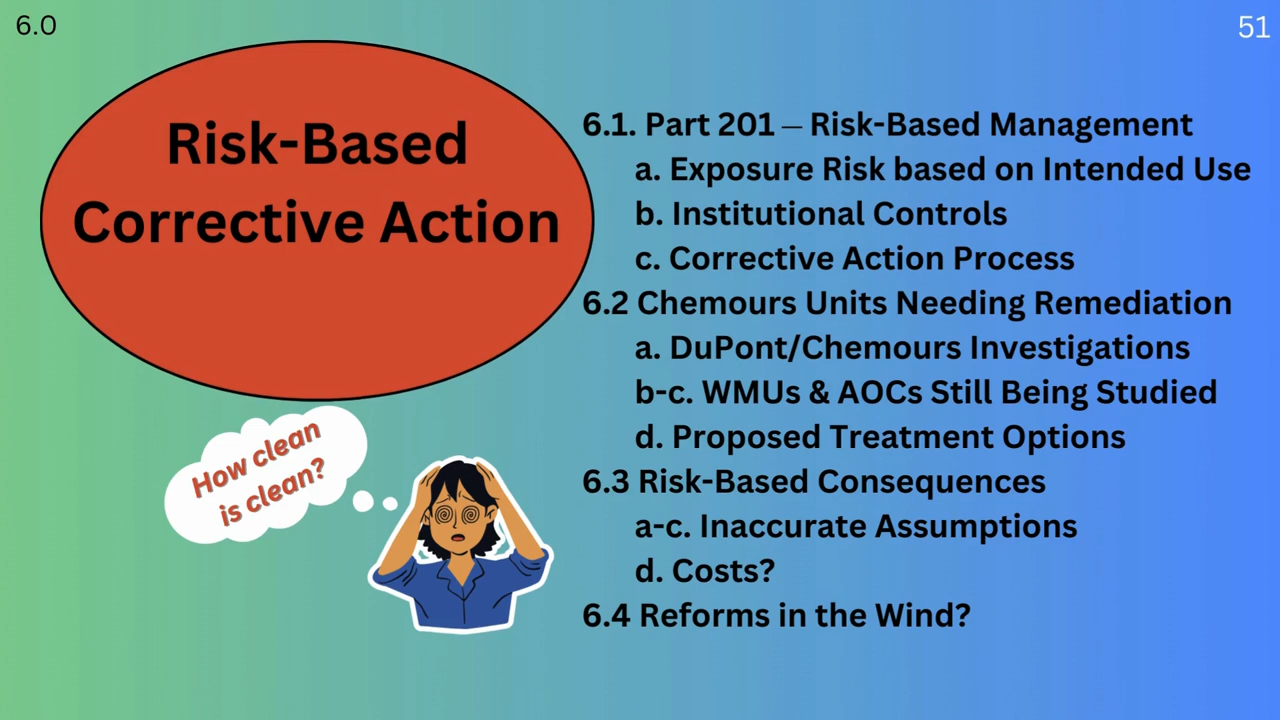 6.0
51
Risk-Based
Corrective Action
How clean
is clean?
6.1. Part 201 – Risk-Based Management
a. Exposure Risk based on Intended Use
b. Institutional Controls
c. Corrective Action Process
6.2 Chemours Units Needing Remediation
a. DuPont/Chemours Investigations
b-c. WMUs & AOCs Still Being Studied
d. Proposed Treatment Options
6.3 Risk-Based Consequences
a-c. Inaccurate Assumptions
d. Costs?
6.4 Reforms in the Wind?